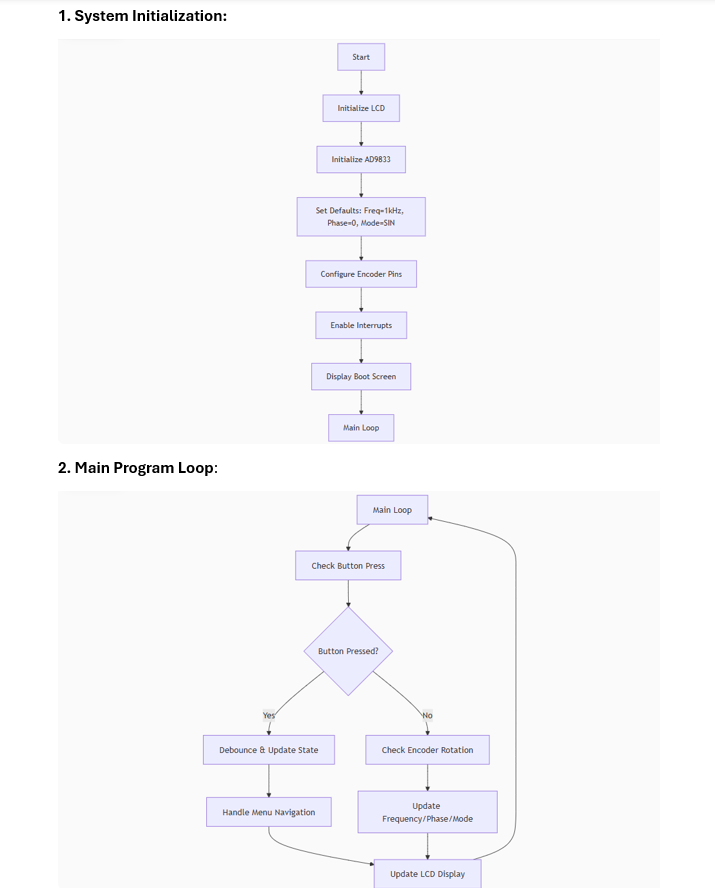 1. System Initialization:
Start
Initialize LCD
Initialize AD9833
Set Defaults: Freq=1kHz,
Phase=0, Mode=SIN
Configure Encoder Pins
Enable Interrupts
Display Boot Screen
Main Loop
2. Main Program Loop:
Main Loop
Check Button Press
Button Pressed?
Yes
No
Debounce & Update State
Check Encoder Rotation
Handle Menu Navigation
Update
Frequency/Phase/Mode
Update LCD Display